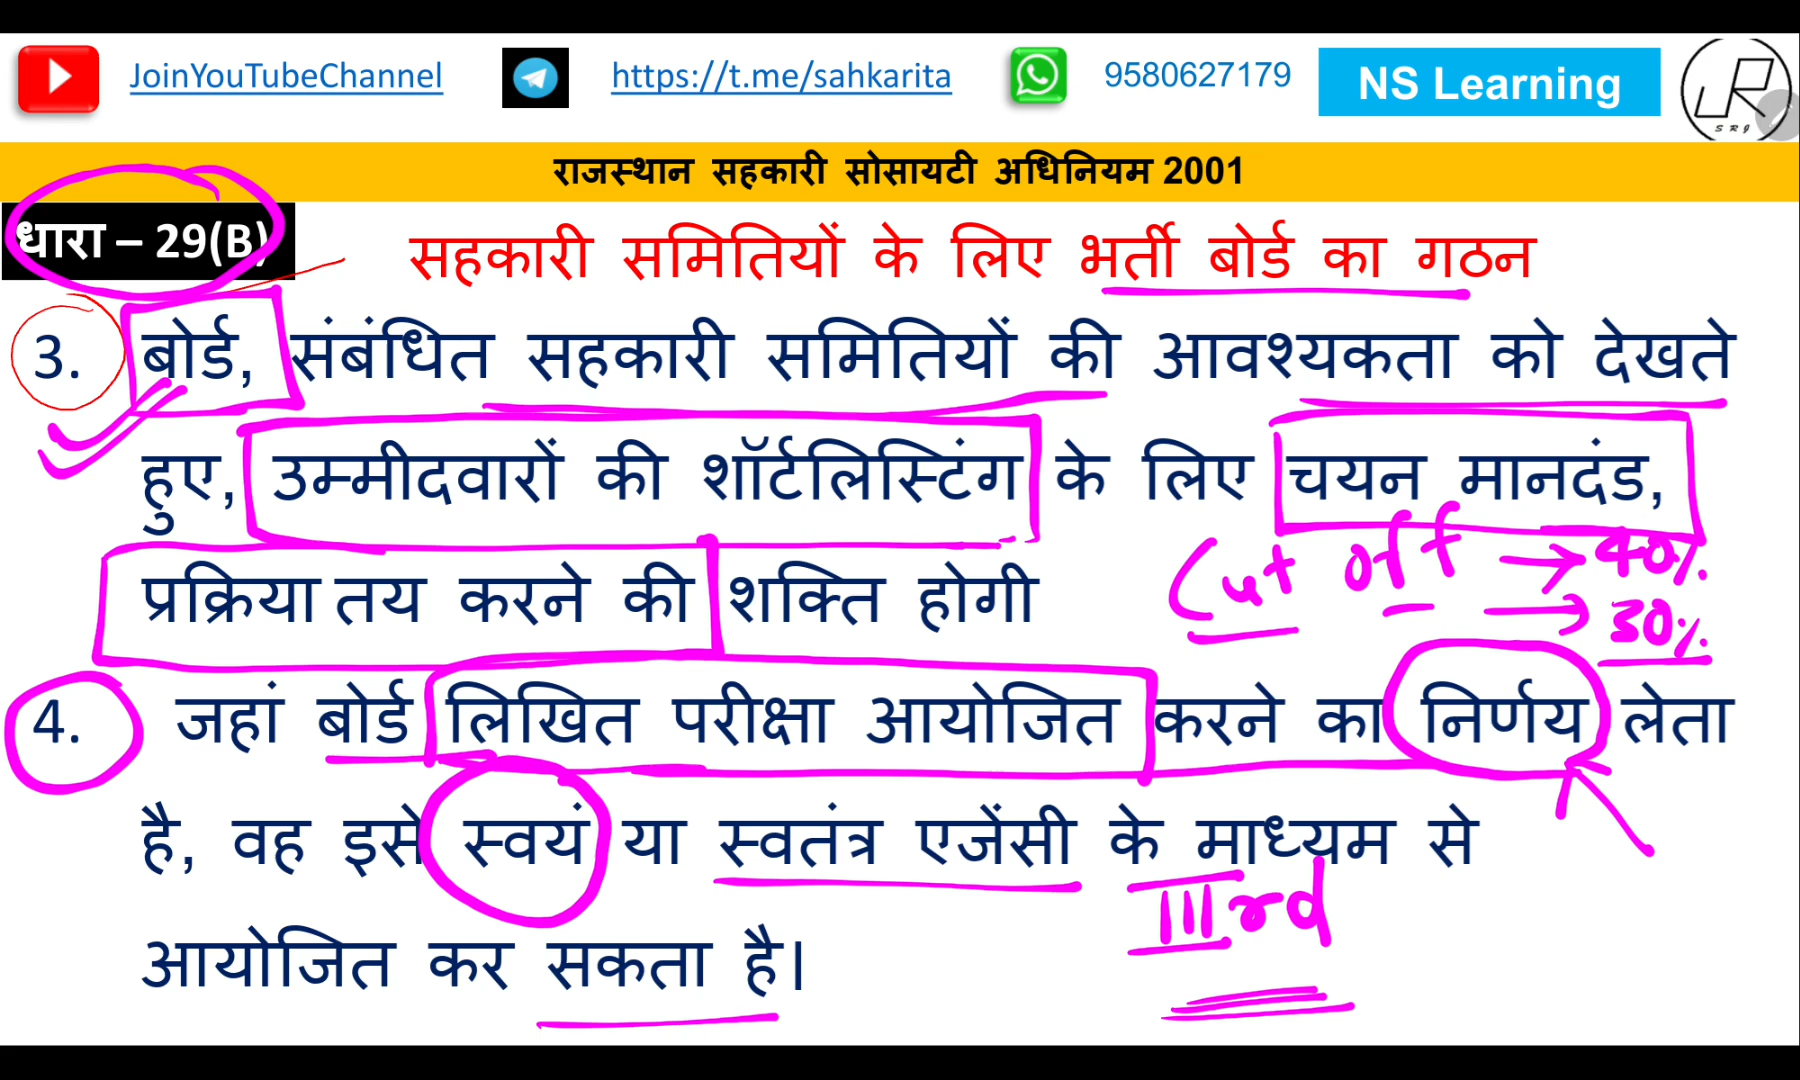 JoinYouTubeChannel https://t.me/sahkarita 9580627179 NS Learning
S R J
राजस्थान सहकारी सोसायटी अधिनियम 2001
धारा – 29(B) सहकारी समितियों के लिए भर्ती बोर्ड का गठन
3. बोर्ड, संबंधित सहकारी समितियों की आवश्यकता को देखते
हुए, उम्मीदवारों की शॉर्टलिस्टिंग के लिए चयन मानदंड,
प्रक्रिया तय करने की शक्ति होगी
Cut off → 40%
→ 30%
4. जहां बोर्ड लिखित परीक्षा आयोजित करने का निर्णय लेता
है, वह इसे स्वयं या स्वतंत्र एजेंसी के माध्यम से
IIIrd
आयोजित कर सकता है।